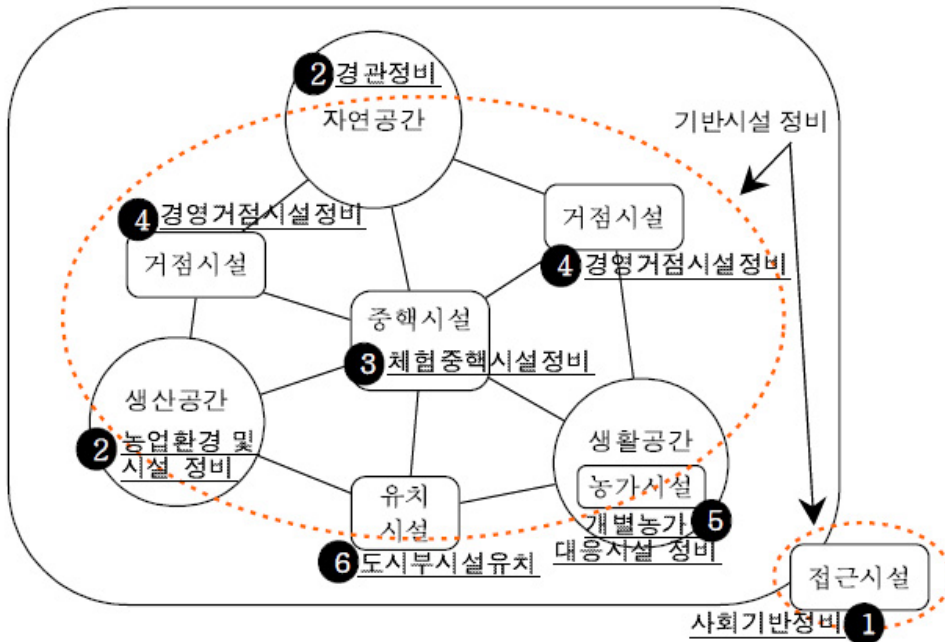 2 경관정비
자연공간
기반시설 정비
4 경영거점시설정비
거점시설
거점시설
4 경영거점시설정비
중핵시설
3 체험중핵시설정비
생산공간
2 농업환경 및
시설 정비
생활공간
농가시설
개별농가 5
대응시설 정비
유치
시설
6 도시부시설유치
접근시설
사회기반정비 1